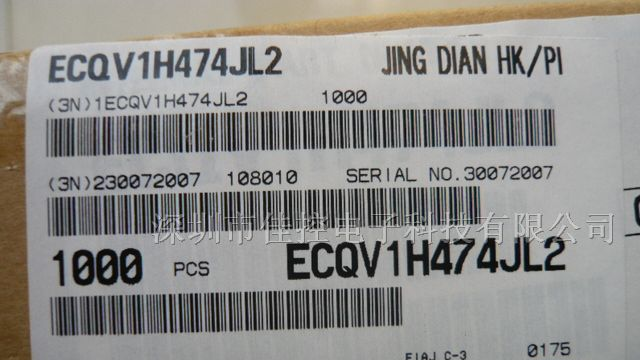 ECQV1H474JL2 JING DIAN HK/PI
(3N)1ECQV1H474JL2 1000
(3N)230072007 108010 SERIAL NO.30072007
深圳市佳控电子科技有限公司
1000 PCS ECQV1H474JL2
EIAJ C-3 0175